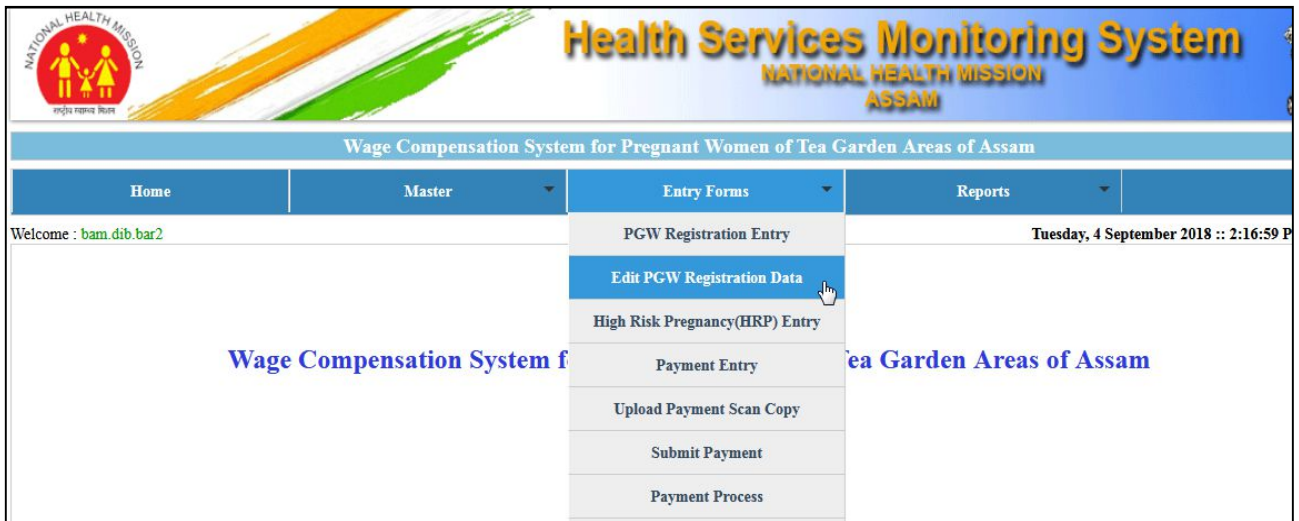 NATIONAL HEALTH MISSION
राष्ट्रीय स्वास्थ्य मिशन
Health Services Monitoring System
NATIONAL HEALTH MISSION
ASSAM
Wage Compensation System for Pregnant Women of Tea Garden Areas of Assam
Home Master Entry Forms Reports
Welcome : bam.dib.bar2 Tuesday, 4 September 2018 :: 2:16:59 P
PGW Registration Entry
Edit PGW Registration Data
High Risk Pregnancy(HRP) Entry
Wage Compensation System f Tea Garden Areas of Assam
Payment Entry
Upload Payment Scan Copy
Submit Payment
Payment Process